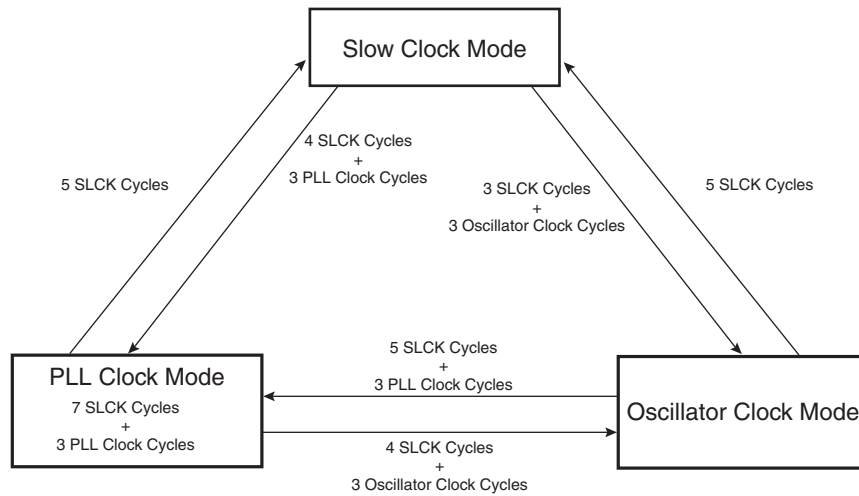 Slow Clock Mode
4 SLCK Cycles
+
3 PLL Clock Cycles
5 SLCK Cycles
3 SLCK Cycles
+
3 Oscillator Clock Cycles
5 SLCK Cycles
PLL Clock Mode
7 SLCK Cycles
+
3 PLL Clock Cycles
5 SLCK Cycles
+
3 PLL Clock Cycles
Oscillator Clock Mode
4 SLCK Cycles
+
3 Oscillator Clock Cycles